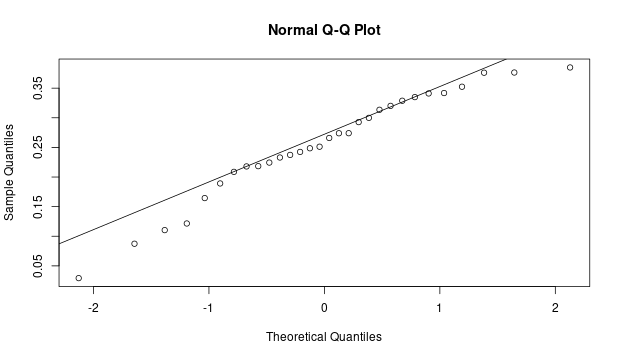 Normal Q-Q Plot
Sample Quantiles
0.35
0.25
0.15
0.05
-2 -1 0 1 2
Theoretical Quantiles